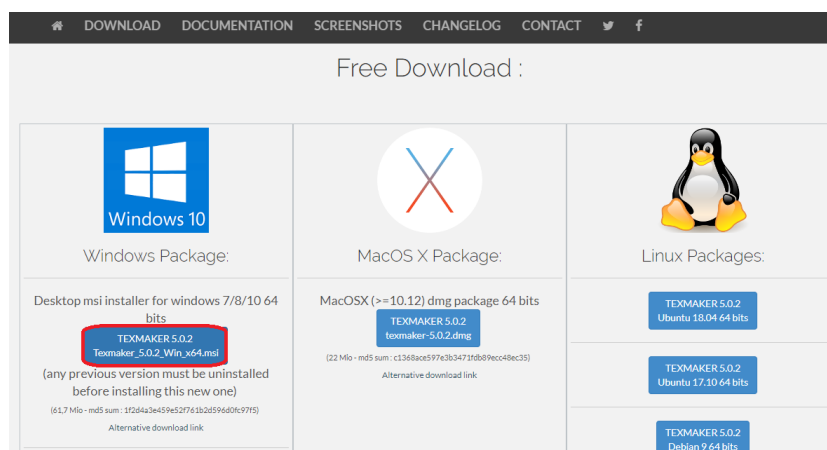 DOWNLOAD DOCUMENTATION SCREENSHOTS CHANGELOG CONTACT
Free Download :
Windows 10
Windows Package:
Desktop msi installer for windows 7/8/10 64
bits
TEXMAKER 5.0.2
Texmaker_5.0.2_Win_x64.msi
(any previous version must be uninstalled
before installing this new one)
(61,7 Mio - md5 sum : 1f2d4a3e459e52f761b2d596d0fc97f5)
Alternative download link
MacOS X Package:
MacOSX (>=10.12) dmg package 64 bits
TEXMAKER 5.0.2
texmaker-5.0.2.dmg
(22 Mio - md5 sum : c1368ace597e3b3471fdb89ecc48ec35)
Alternative download link
Linux Packages:
TEXMAKER 5.0.2
Ubuntu 18.04 64 bits
TEXMAKER 5.0.2
Ubuntu 17.10 64 bits
TEXMAKER 5.0.2
Debian 9 64 bits